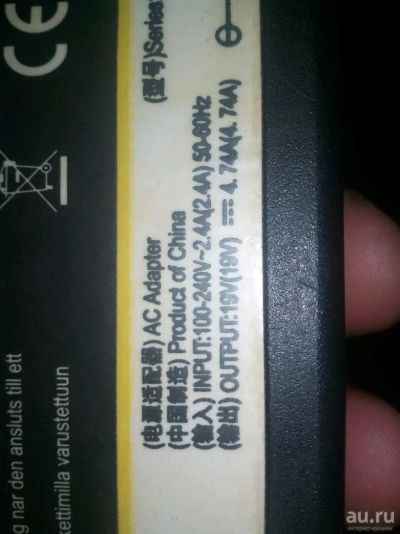 (型号)Series:
(电源适配器) AC Adapter
(中国制造) Product of China
(输入) INPUT:100-240V~2.4A(2.4A) 50-60Hz
(输出) OUTPUT:19V(19V) ⎓ 4.74A(4.74A)
CE
g nar den ansluts till ett
kettimilla varustettuun
au.ru
интернет-аукцион